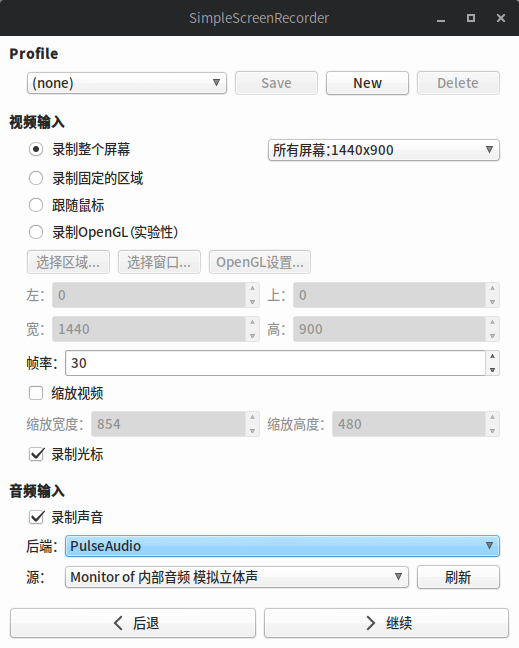 SimpleScreenRecorder
Profile
(none) Save New Delete
视频输入
录制整个屏幕 所有屏幕:1440x900
录制固定的区域
跟随鼠标
录制OpenGL(实验性)
选择区域... 选择窗口... OpenGL设置...
左: 0 上: 0
宽: 1440 高: 900
帧率: 30
缩放视频
缩放宽度: 854 缩放高度: 480
录制光标
音频输入
录制声音
后端: PulseAudio
源: Monitor of 内部音频 模拟立体声 刷新
后退 继续